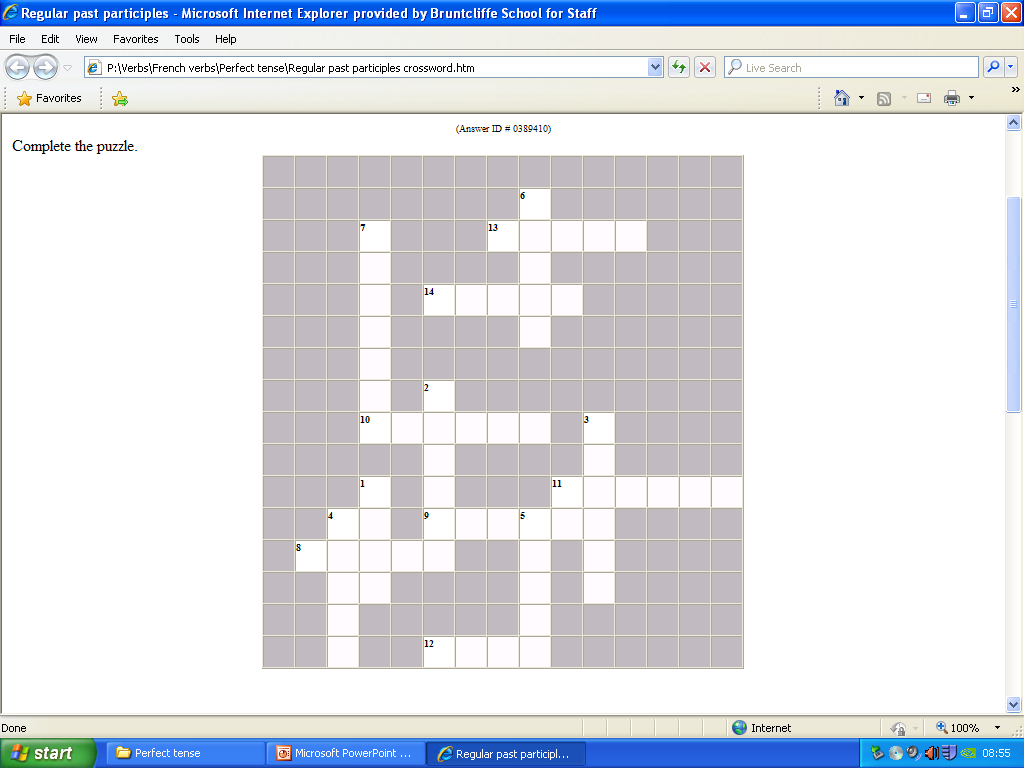 Regular past participles - Microsoft Internet Explorer provided by Bruntcliffe School for Staff
File Edit View Favorites Tools Help
P:\Verbs\French verbs\Perfect tense\Regular past participles crossword.htm
Live Search
Favorites
»
(Answer ID # 0389410)
Complete the puzzle.
6
7 13
14
2
10 3
1 11
4 9 5
8
12
Done Internet 100%
start Perfect tense Microsoft PowerPoint ... Regular past participl... 08:55